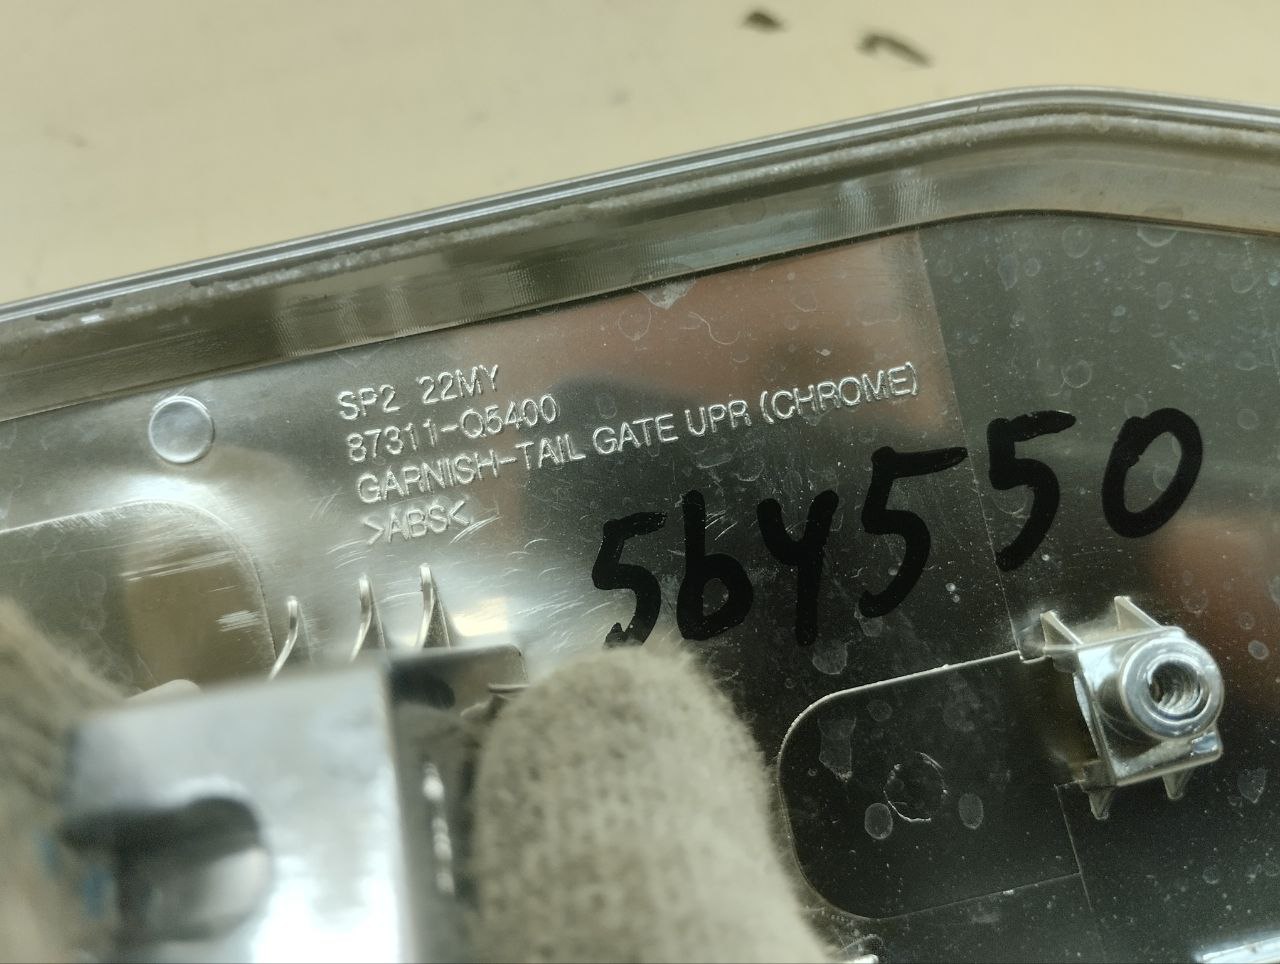 SP2 22MY
87311-Q5400
GARNISH-TAIL GATE UPR (CHROME)
>ABS<
564550